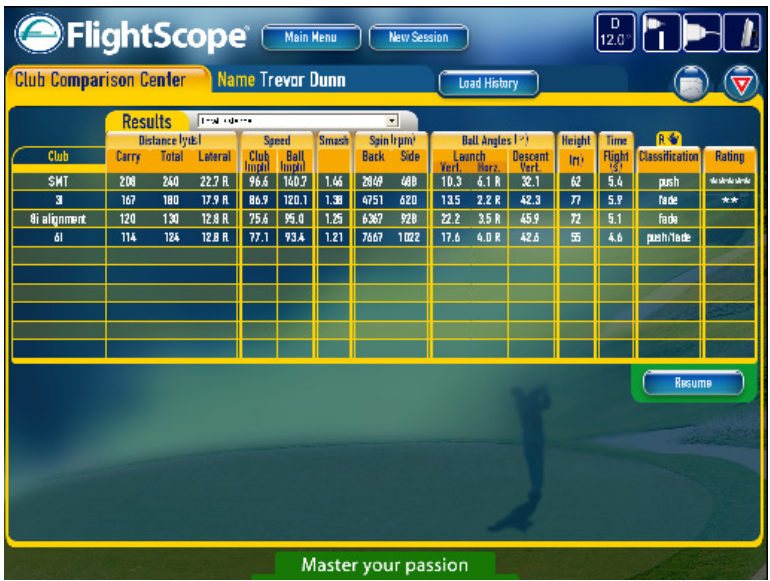 FlightScope® Main Menu New Session D 12.0°
Club Comparison Center Name Trevor Dunn Load History
Results
Distance (yds) Speed Smash Spin (rpm) Ball Angles (°) Height Time R
Club Carry Total Lateral Club (mph) Ball (mph) Back Side Launch Vert. Horz. Descent Vert. (ft) Flight (s) Classification Rating
SMT 208 240 22.7 R 96.6 140.7 1.46 2849 488 10.3 6.1 R 32.1 62 5.4 push *****
3I 167 180 17.9 R 86.9 120.1 1.38 4751 620 13.5 2.2 R 42.3 77 5.9 fade **
8i alignment 120 130 12.8 R 75.6 95.0 1.25 6367 928 22.2 3.5 R 45.9 72 5.1 fade
6I 114 124 12.8 R 77.1 93.4 1.21 7667 1022 17.6 4.0 R 42.6 55 4.6 push/fade
Resume
Master your passion